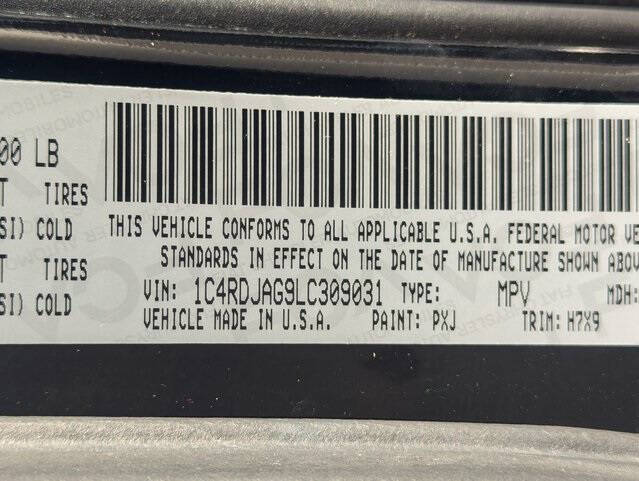 00 LB
T TIRES
SI) COLD
THIS VEHICLE CONFORMS TO ALL APPLICABLE U.S.A. FEDERAL MOTOR VE
STANDARDS IN EFFECT ON THE DATE OF MANUFACTURE SHOWN ABOV
T TIRES
VIN: 1C4RDJAG9LC309031 TYPE: MPV MDH:
SI) COLD
VEHICLE MADE IN U.S.A. PAINT: PXJ TRIM: H7X9